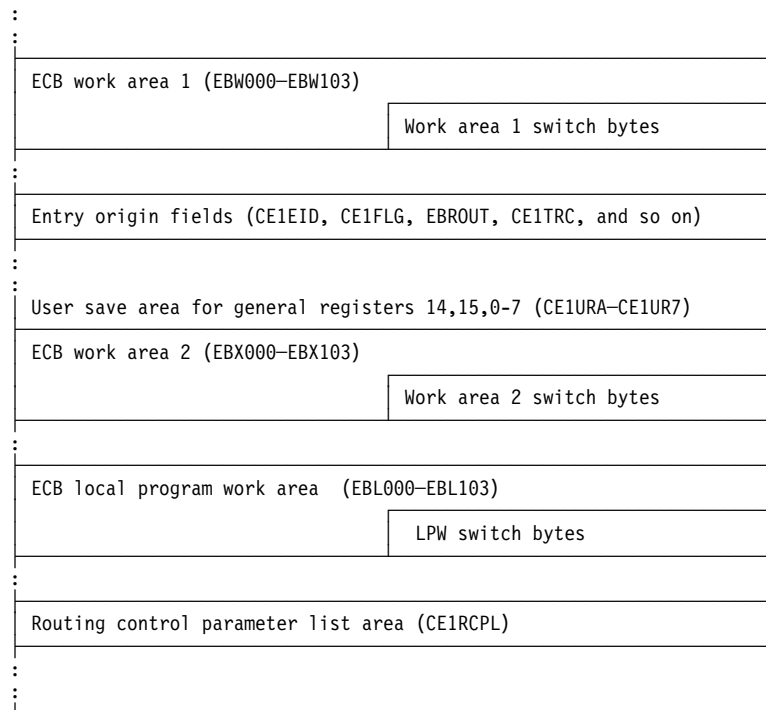 :
:
ECB work area 1 (EBW000—EBW103)
Work area 1 switch bytes
:
Entry origin fields (CE1EID, CE1FLG, EBROUT, CE1TRC, and so on)
:
:
User save area for general registers 14,15,0-7 (CE1URA—CE1UR7)
ECB work area 2 (EBX000—EBX103)
Work area 2 switch bytes
:
ECB local program work area (EBL000—EBL103)
LPW switch bytes
:
Routing control parameter list area (CE1RCPL)
:
: